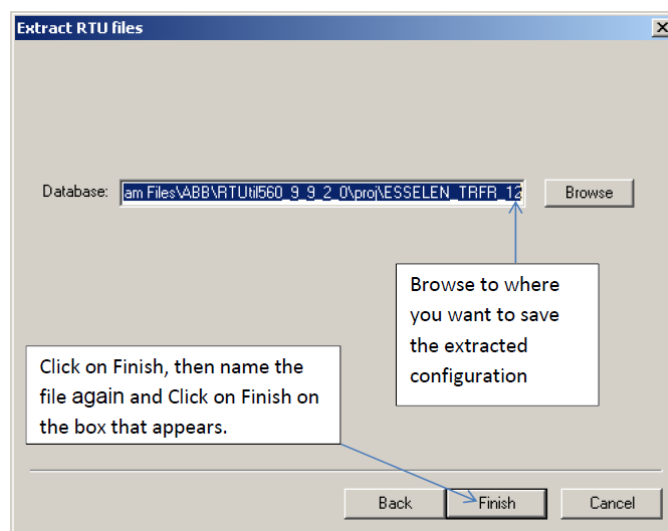 Extract RTU files
Database: am Files\ABB\RTUtil560_9_9_2_0\proj\ESSELEN_TRFR_12 Browse
Browse to where
you want to save
the extracted
configuration
Click on Finish, then name the
file again and Click on Finish on
the box that appears.
Back Finish Cancel